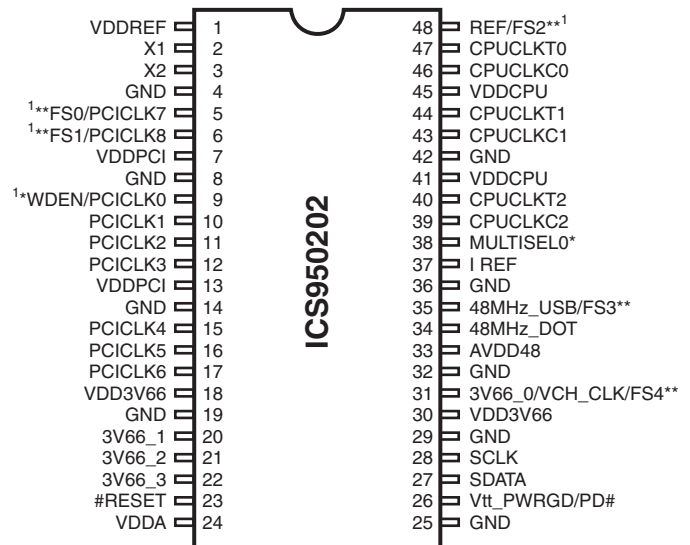 VDDREF 1 48 REF/FS2**1
X1 2 47 CPUCLKT0
X2 3 46 CPUCLKC0
GND 4 45 VDDCPU
1**FS0/PCICLK7 5 44 CPUCLKT1
1**FS1/PCICLK8 6 43 CPUCLKC1
VDDPCI 7 42 GND
GND 8 41 VDDCPU
1*WDEN/PCICLK0 9 40 CPUCLKT2
PCICLK1 10 39 CPUCLKC2
PCICLK2 11 38 MULTISEL0*
PCICLK3 12 37 I REF
VDDPCI 13 36 GND
GND 14 35 48MHz_USB/FS3**
PCICLK4 15 34 48MHz_DOT
PCICLK5 16 33 AVDD48
PCICLK6 17 32 GND
VDD3V66 18 31 3V66_0/VCH_CLK/FS4**
GND 19 30 VDD3V66
3V66_1 20 29 GND
3V66_2 21 28 SCLK
3V66_3 22 27 SDATA
#RESET 23 26 Vtt_PWRGD/PD#
VDDA 24 25 GND
ICS950202